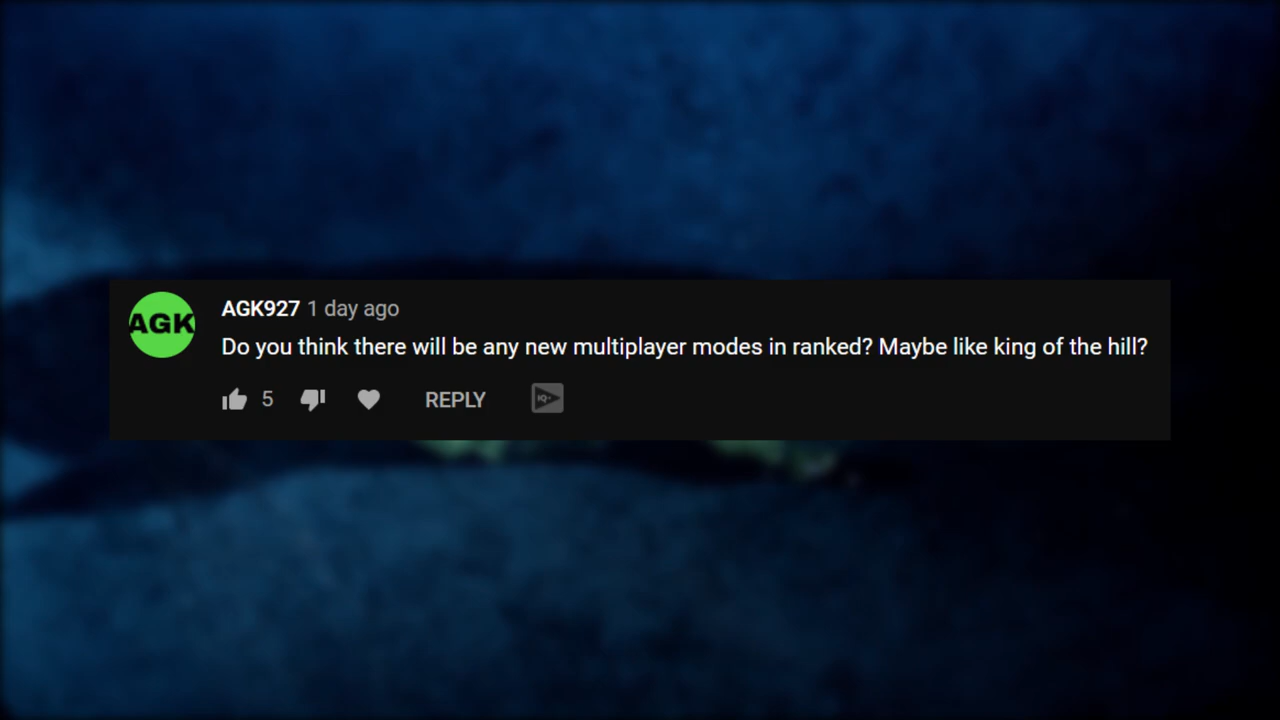 AGK
AGK927 1 day ago
Do you think there will be any new multiplayer modes in ranked? Maybe like king of the hill?
5
REPLY
IQ